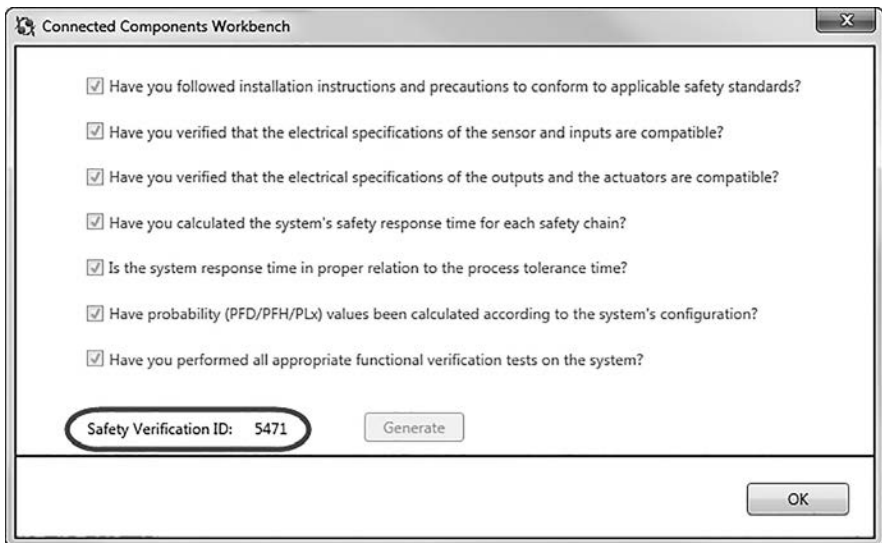 Connected Components Workbench
Have you followed installation instructions and precautions to conform to applicable safety standards?
Have you verified that the electrical specifications of the sensor and inputs are compatible?
Have you verified that the electrical specifications of the outputs and the actuators are compatible?
Have you calculated the system's safety response time for each safety chain?
Is the system response time in proper relation to the process tolerance time?
Have probability (PFD/PFH/PLx) values been calculated according to the system's configuration?
Have you performed all appropriate functional verification tests on the system?
Safety Verification ID: 5471 Generate
OK